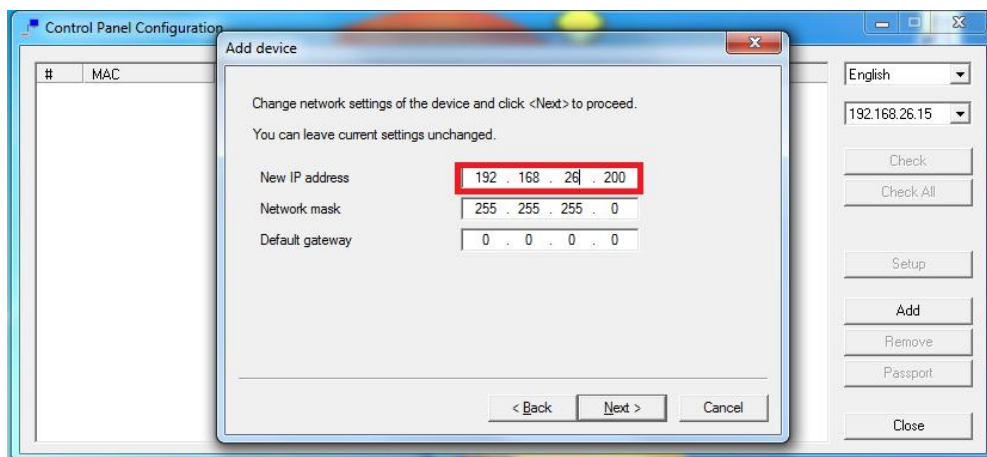 Control Panel Configuration
Add device
# MAC
English
192.168.26.15
Change network settings of the device and click <Next> to proceed.
You can leave current settings unchanged.
New IP address 192 . 168 . 26 . 200
Network mask 255 . 255 . 255 . 0
Default gateway 0 . 0 . 0 . 0
Check
Check All
Setup
Add
Remove
Passport
< Back Next > Cancel
Close